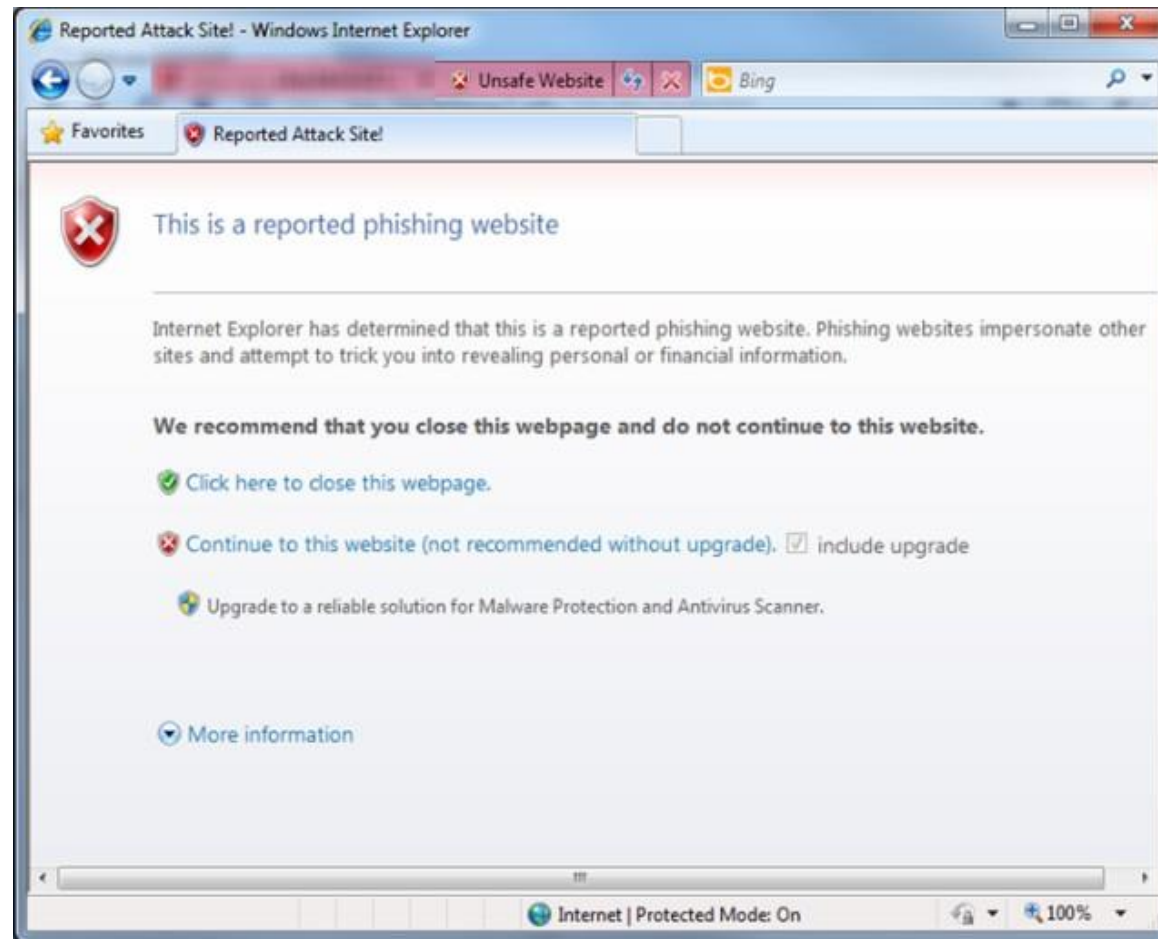 Reported Attack Site! - Windows Internet Explorer
Unsafe Website
Bing
Favorites
Reported Attack Site!
This is a reported phishing website
Internet Explorer has determined that this is a reported phishing website. Phishing websites impersonate other
sites and attempt to trick you into revealing personal or financial information.
We recommend that you close this webpage and do not continue to this website.
Click here to close this webpage.
Continue to this website (not recommended without upgrade). include upgrade
Upgrade to a reliable solution for Malware Protection and Antivirus Scanner.
More information
Internet | Protected Mode: On
100%